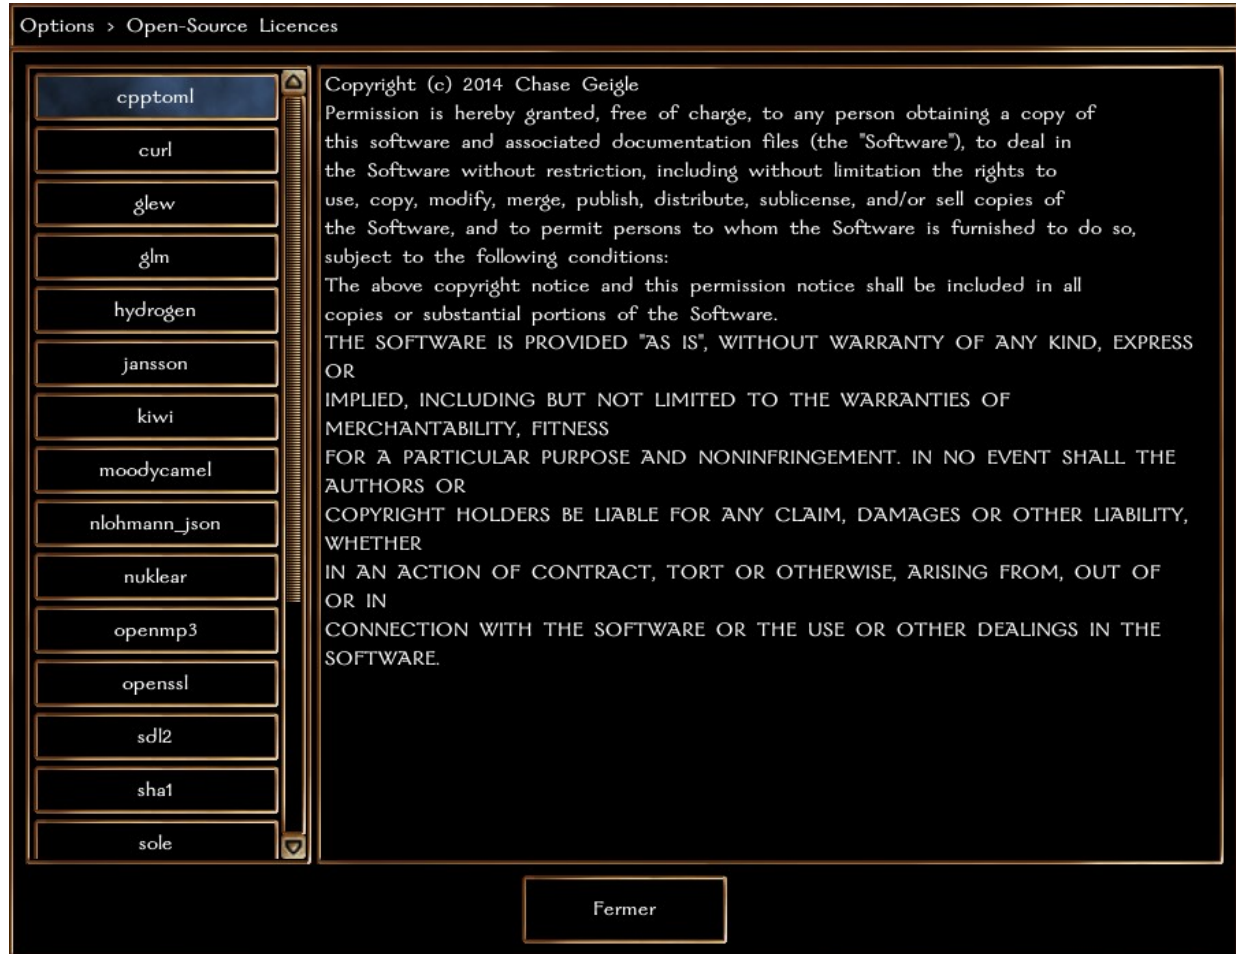 Options > Open-Source Licences
cpptoml
curl
glew
glm
hydrogen
jansson
kiwi
moodycamel
nlohmann_json
nuklear
openmp3
openssl
sdl2
sha1
sole
Copyright (c) 2014 Chase Geigle
Permission is hereby granted, free of charge, to any person obtaining a copy of
this software and associated documentation files (the "Software"), to deal in
the Software without restriction, including without limitation the rights to
use, copy, modify, merge, publish, distribute, sublicense, and/or sell copies of
the Software, and to permit persons to whom the Software is furnished to do so,
subject to the following conditions:
The above copyright notice and this permission notice shall be included in all
copies or substantial portions of the Software.
THE SOFTWARE IS PROVIDED "AS IS", WITHOUT WARRANTY OF ANY KIND, EXPRESS
OR
IMPLIED, INCLUDING BUT NOT LIMITED TO THE WARRANTIES OF
MERCHANTABILITY, FITNESS
FOR A PARTICULAR PURPOSE AND NONINFRINGEMENT. IN NO EVENT SHALL THE
AUTHORS OR
COPYRIGHT HOLDERS BE LIABLE FOR ANY CLAIM, DAMAGES OR OTHER LIABILITY,
WHETHER
IN AN ACTION OF CONTRACT, TORT OR OTHERWISE, ARISING FROM, OUT OF
OR IN
CONNECTION WITH THE SOFTWARE OR THE USE OR OTHER DEALINGS IN THE
SOFTWARE.
Fermer